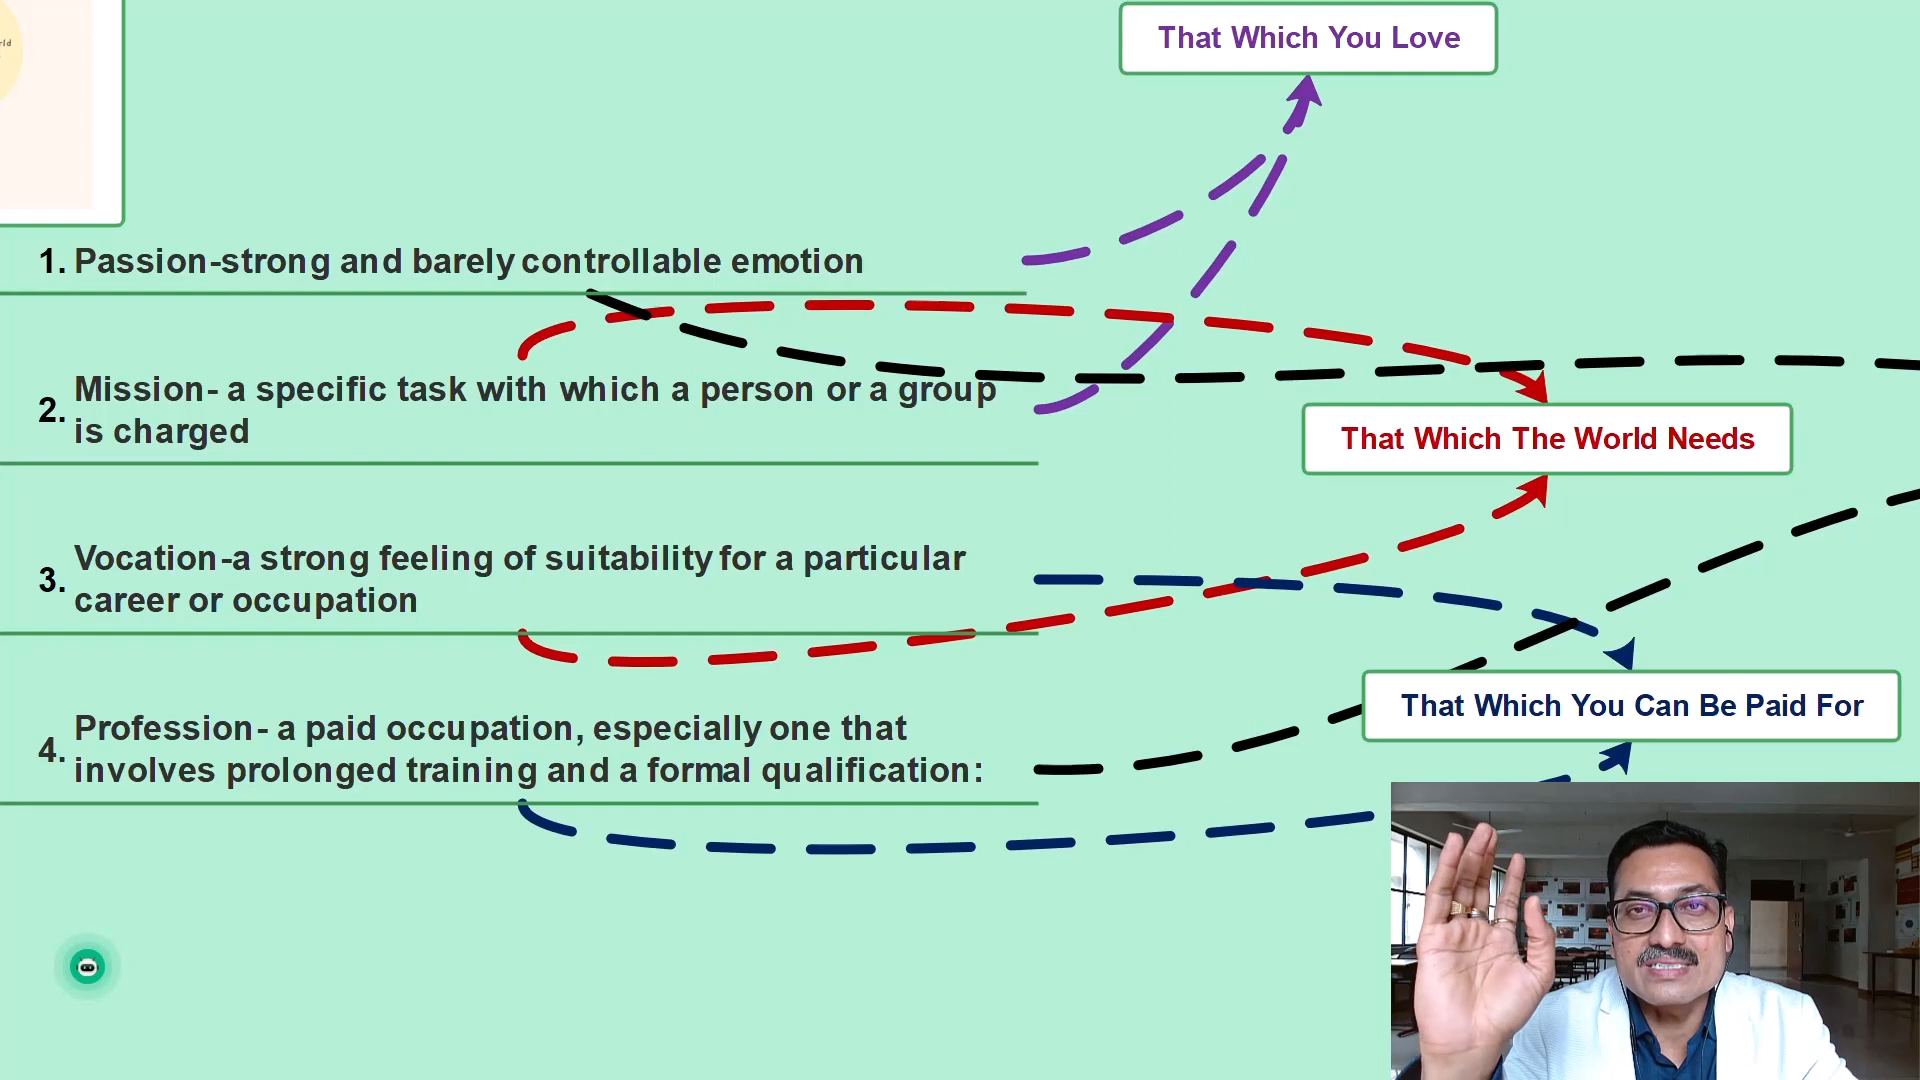 That Which You Love
1. Passion-strong and barely controllable emotion
2. Mission- a specific task with which a person or a group
is charged
That Which The World Needs
3. Vocation-a strong feeling of suitability for a particular
career or occupation
4. Profession- a paid occupation, especially one that
involves prolonged training and a formal qualification:
That Which You Can Be Paid For